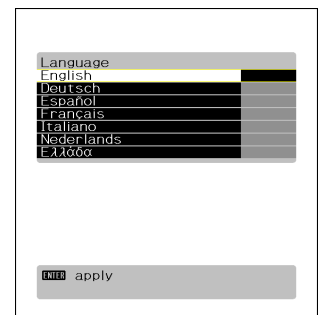 Language
English
Deutsch
Español
Français
Italiano
Nederlands
Ελλάδα
ENTER apply